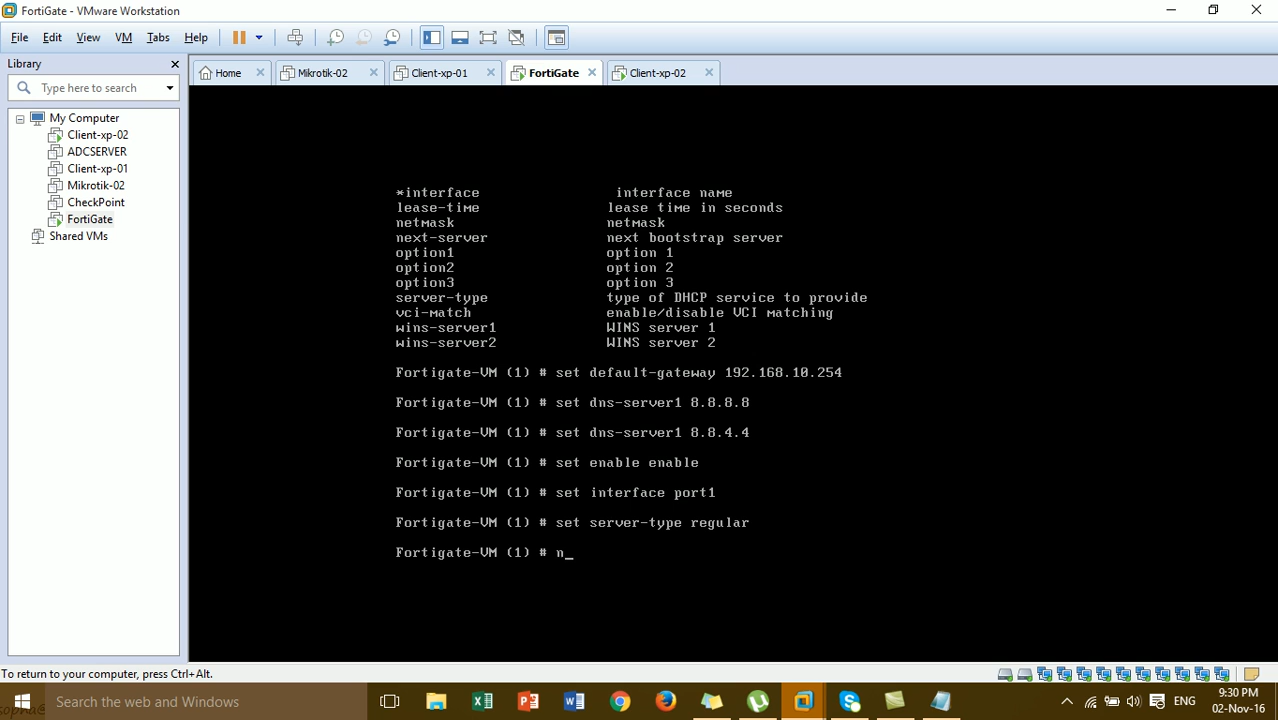 FortiGate - VMware Workstation
File Edit View VM Tabs Help
Library
Type here to search
Home
Mikrotik-02
Client-xp-01
FortiGate
Client-xp-02
My Computer
Client-xp-02
ADCSERVER
Client-xp-01
Mikrotik-02
CheckPoint
FortiGate
Shared VMs
*interface interface name
lease-time lease time in seconds
netmask netmask
next-server next bootstrap server
option1 option 1
option2 option 2
option3 option 3
server-type type of DHCP service to provide
vci-match enable/disable VCI matching
wins-server1 WINS server 1
wins-server2 WINS server 2
Fortigate-VM (1) # set default-gateway 192.168.10.254
Fortigate-VM (1) # set dns-server1 8.8.8.8
Fortigate-VM (1) # set dns-server1 8.8.4.4
Fortigate-VM (1) # set enable enable
Fortigate-VM (1) # set interface port1
Fortigate-VM (1) # set server-type regular
Fortigate-VM (1) # n_
To return to your computer, press Ctrl+Alt.
Search the web and Windows
ENG
9:30 PM
02-Nov-16